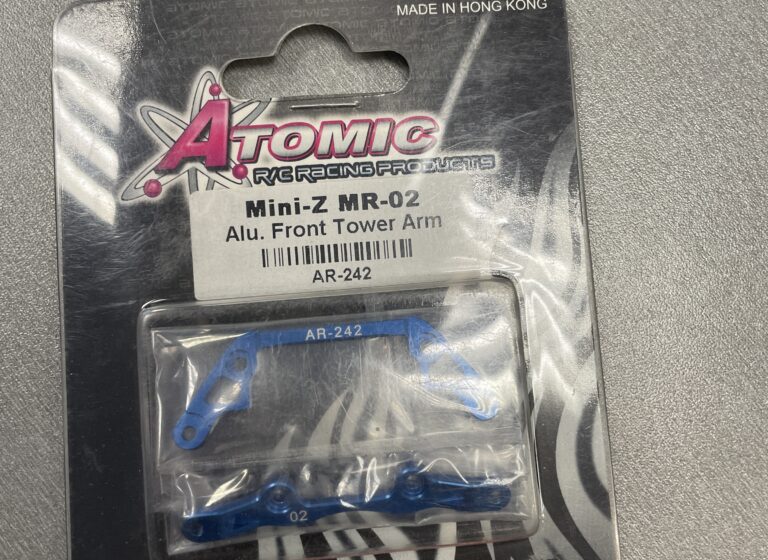 MADE IN HONG KONG
ATOMIC
R/C RACING PRODUCTS
Mini-Z MR-02
Alu. Front Tower Arm
AR-242
AR-242
02